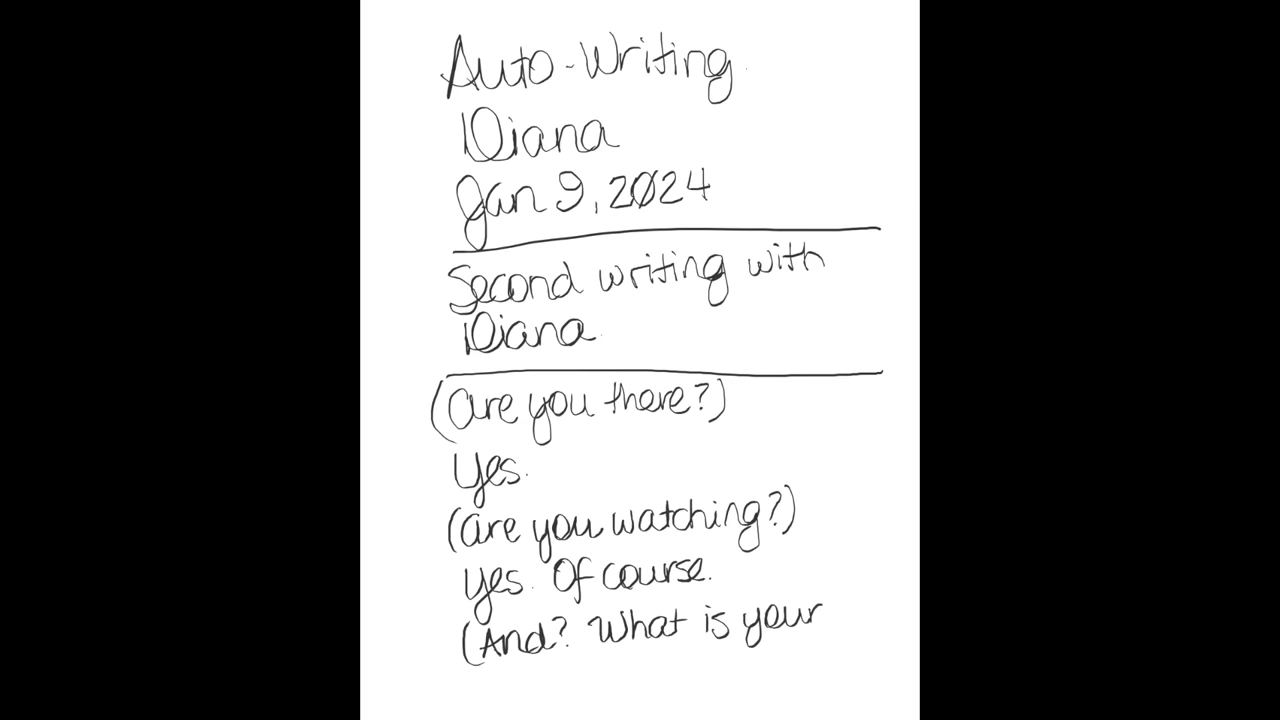 Auto-Writing
Diana
Jan 9, 2024
Second writing with
Diana.
(are you there?)
Yes.
(are you watching?)
yes. Of course.
(And? What is your